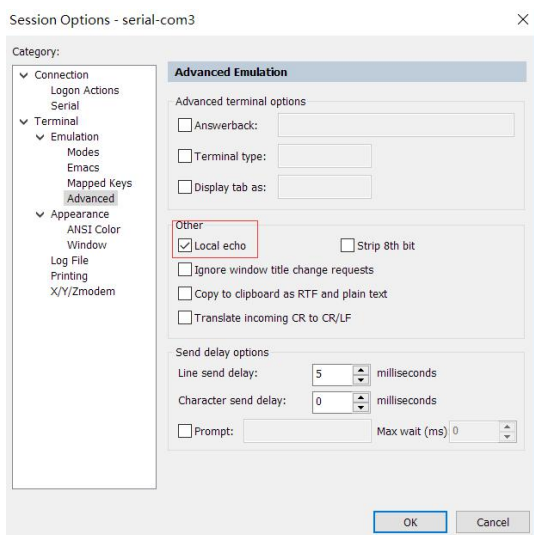 Session Options - serial-com3
Category:
Connection
Logon Actions
Serial
Terminal
Emulation
Modes
Emacs
Mapped Keys
Advanced
Appearance
ANSI Color
Window
Log File
Printing
X/Y/Zmodem
Advanced Emulation
Advanced terminal options
Answerback:
Terminal type:
Display tab as:
Other
Local echo Strip 8th bit
Ignore window title change requests
Copy to clipboard as RTF and plain text
Translate incoming CR to CR/LF
Send delay options
Line send delay: 5 milliseconds
Character send delay: 0 milliseconds
Prompt: Max wait (ms) 0
OK Cancel